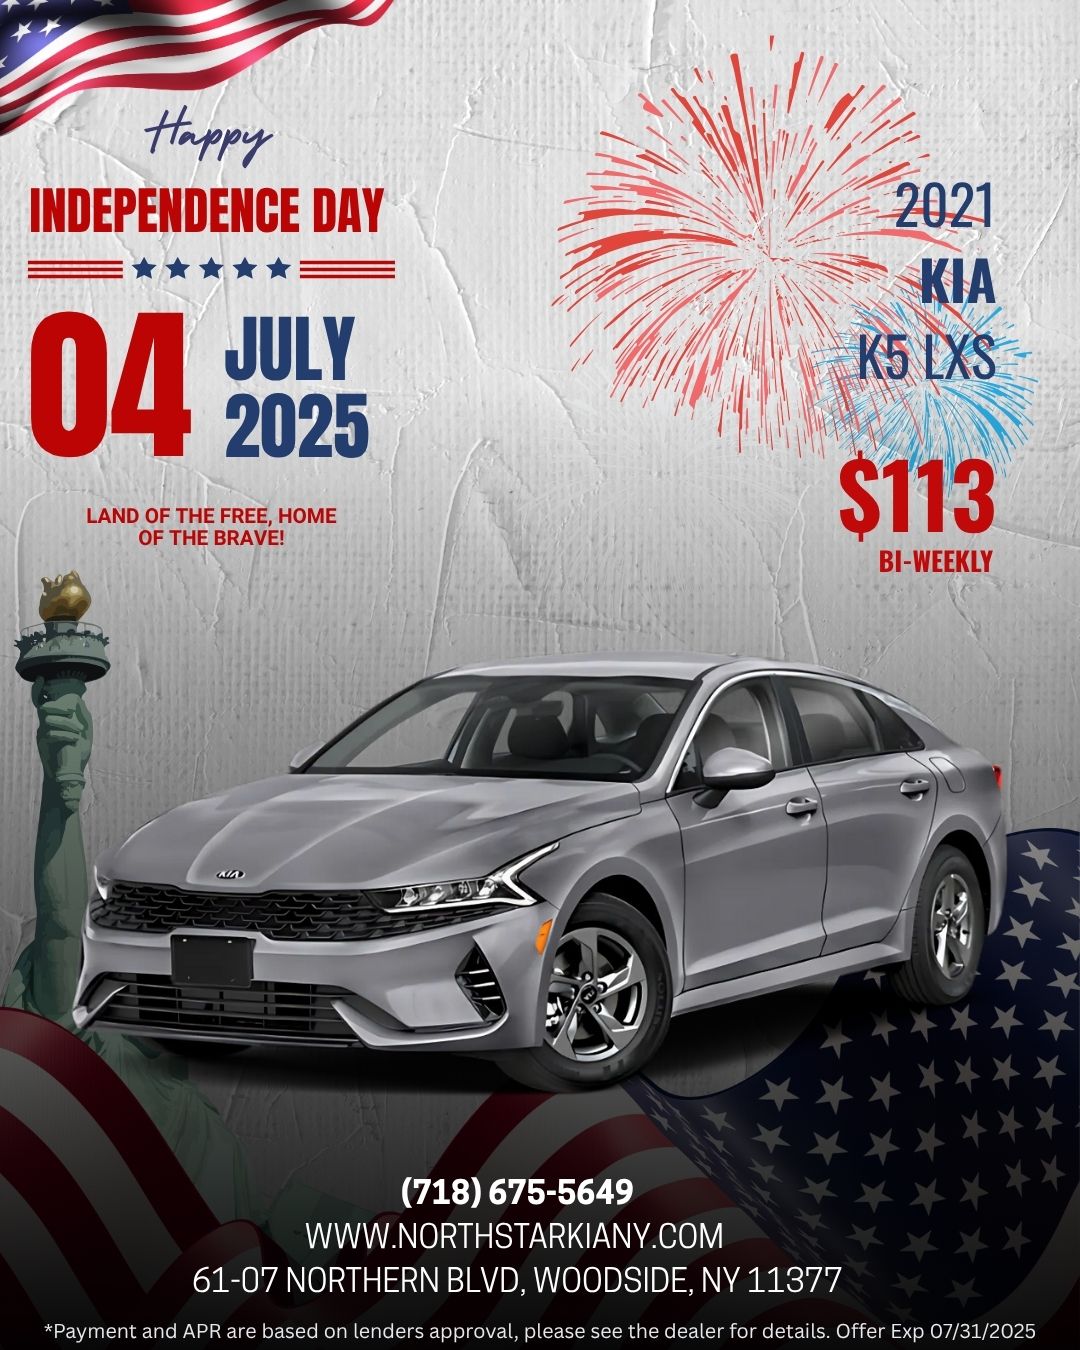 Happy
INDEPENDENCE DAY
04
JULY
2025
LAND OF THE FREE, HOME
OF THE BRAVE!
2021
KIA
K5 LXS
$113
BI-WEEKLY
KIA
(718) 675-5649
WWW.NORTHSTARKIANY.COM
61-07 NORTHERN BLVD, WOODSIDE, NY 11377
*Payment and APR are based on lenders approval, please see the dealer for details. Offer Exp 07/31/2025